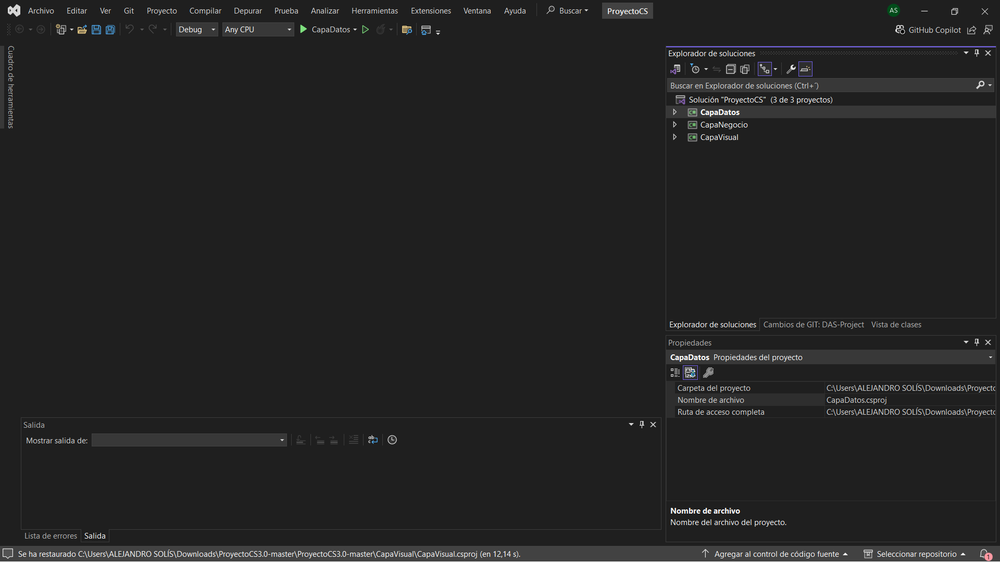 Archivo Editar Ver Git Proyecto Compilar Depurar Prueba Analizar Herramientas Extensiones Ventana Ayuda Buscar ProyectoCS AS
Debug Any CPU CapaDatos GitHub Copilot
Cuadro de herramientas
Explorador de soluciones
Buscar en Explorador de soluciones (Ctrl+´)
Solución "ProyectoCS" (3 de 3 proyectos)
C# CapaDatos
C# CapaNegocio
C# CapaVisual
Explorador de soluciones Cambios de GIT: DAS-Project Vista de clases
Propiedades
CapaDatos Propiedades del proyecto
Carpeta del proyecto C:\Users\ALEJANDRO SOLÍS\Downloads\Proyecto
Nombre de archivo CapaDatos.csproj
Ruta de acceso completa C:\Users\ALEJANDRO SOLÍS\Downloads\Proyecto
Nombre de archivo
Nombre del archivo del proyecto.
Salida
Mostrar salida de:
Lista de errores Salida
Se ha restaurado C:\Users\ALEJANDRO SOLÍS\Downloads\ProyectoCS3.0-master\ProyectoCS3.0-master\CapaVisual\CapaVisual.csproj (en 12,14 s). Agregar al control de código fuente Seleccionar repositorio 1